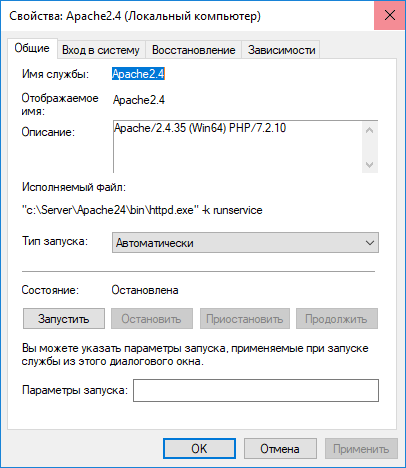 Свойства: Apache2.4 (Локальный компьютер)
Общие Вход в систему Восстановление Зависимости
Имя службы: Apache2.4
Отображаемое имя: Apache2.4
Описание: Apache/2.4.35 (Win64) PHP/7.2.10
Исполняемый файл:
"c:\Server\Apache24\bin\httpd.exe" -k runservice
Тип запуска: Автоматически
Состояние: Остановлена
Запустить Остановить Приостановить Продолжить
Вы можете указать параметры запуска, применяемые при запуске
службы из этого диалогового окна.
Параметры запуска:
OK Отмена Применить